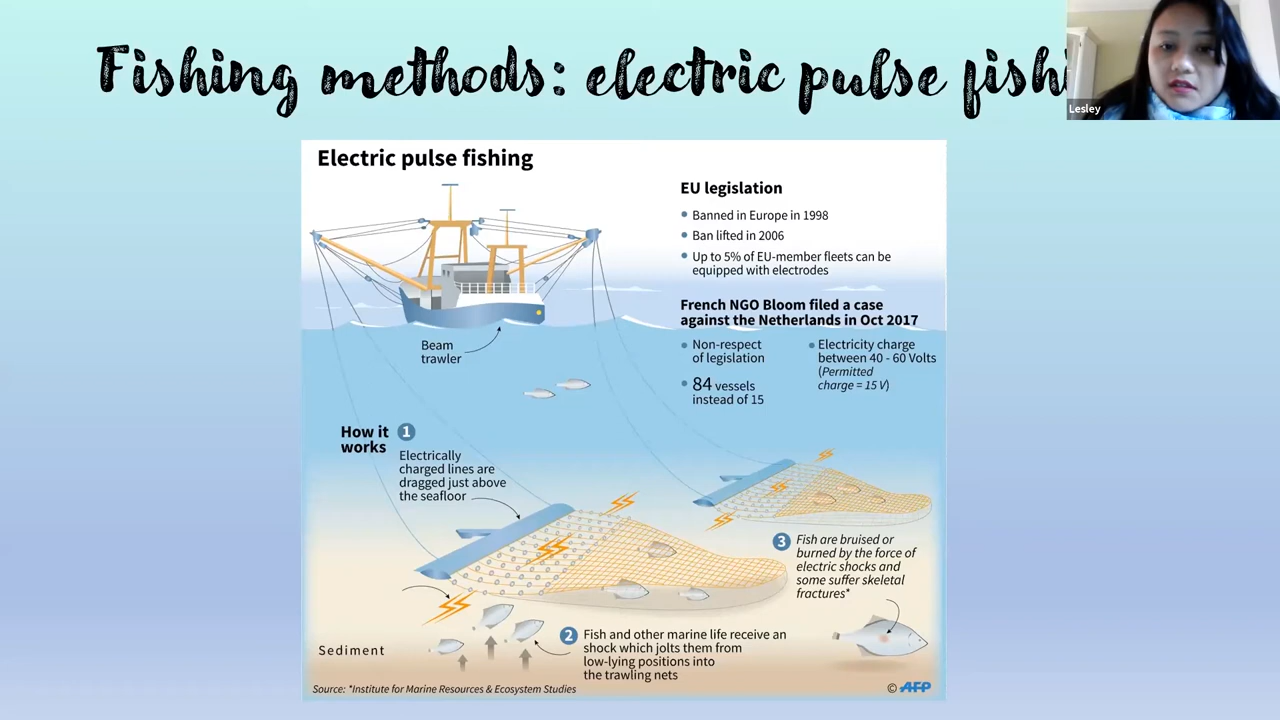 Fishing methods: electric pulse fishi
Lesley
Electric pulse fishing
EU legislation
Banned in Europe in 1998
Ban lifted in 2006
Up to 5% of EU-member fleets can be
equipped with electrodes
French NGO Bloom filed a case
against the Netherlands in Oct 2017
Non-respect
of legislation
84 vessels
instead of 15
Electricity charge
between 40 - 60 Volts
(Permitted
charge = 15 V)
Beam
trawler
How it
works
1
Electrically
charged lines are
dragged just above
the seafloor
3
Fish are bruised or
burned by the force of
electric shocks and
some suffer skeletal
fractures*
2
Fish and other marine life receive an
shock which jolts them from
low-lying positions into
the trawling nets
Sediment
Source: *Institute for Marine Resources & Ecosystem Studies
© AFP